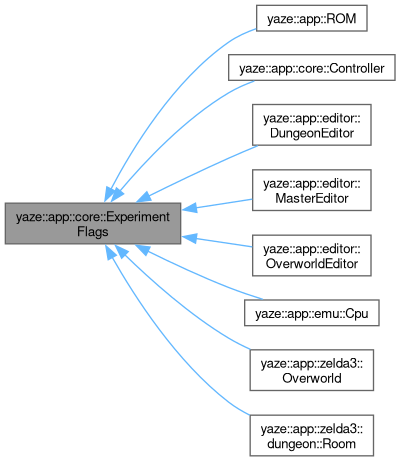 yaze::app::ROM
yaze::app::core::Controller
yaze::app::editor::
DungeonEditor
yaze::app::editor::
MasterEditor
yaze::app::core::Experiment
Flags
yaze::app::editor::
OverworldEditor
yaze::app::emu::Cpu
yaze::app::zelda3::
Overworld
yaze::app::zelda3::
dungeon::Room